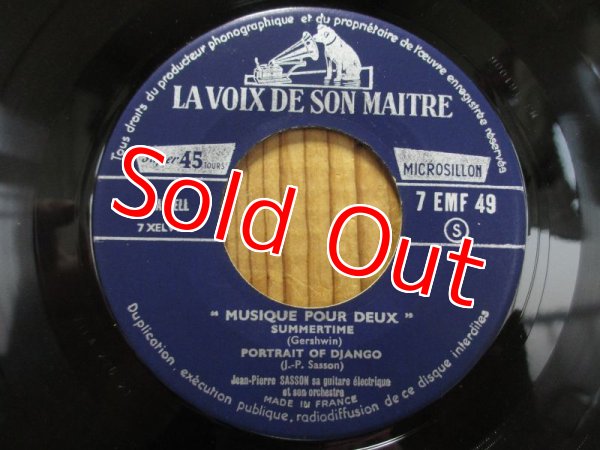 Tous droits du producteur phonographique et du propriétaire de l'œuvre enregistrée réservés
LA VOIX DE SON MAITRE
Super 45 TOURS
MICROSILLON
7 EMF 49
S
7 XEL
Sold Out
" MUSIQUE POUR DEUX "
SUMMERTIME
(Gershwin)
PORTRAIT OF DJANGO
(J.-P. Sasson)
Jean-Pierre SASSON sa guitare électrique
et son orchestre
MADE IN FRANCE
Duplication, exécution publique, radiodiffusion de ce disque interdites